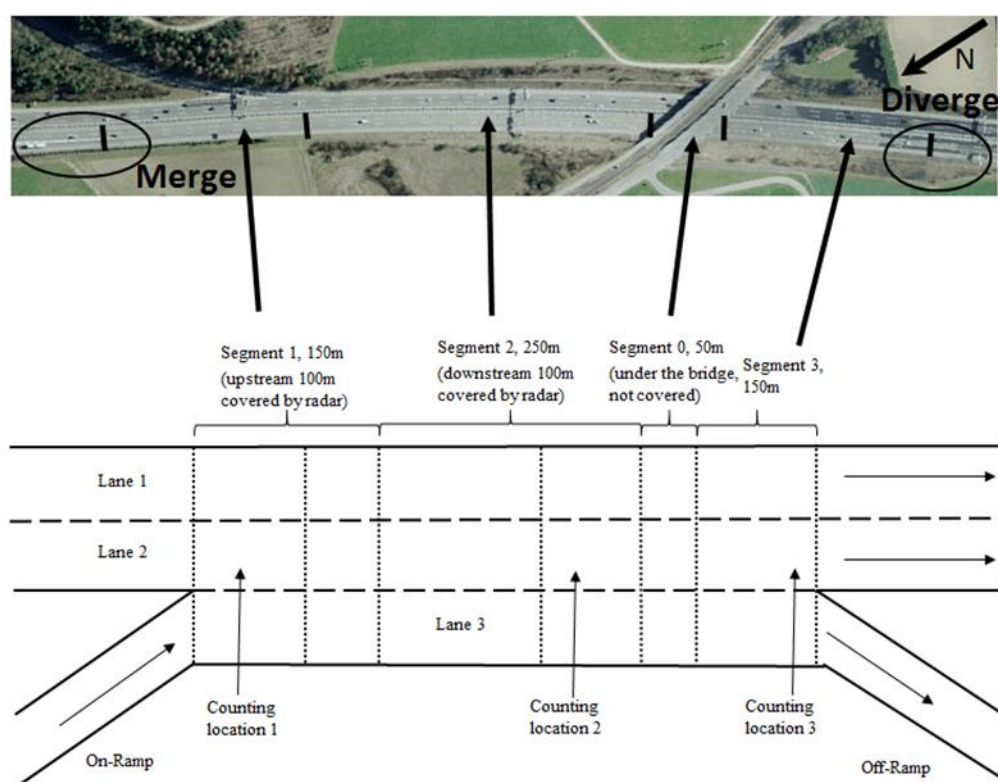 N
Diverge
Merge
Segment 1, 150m
(upstream 100m
covered by radar)
Segment 2, 250m
(downstream 100m
covered by radar)
Segment 0, 50m
(under the bridge,
not covered)
Segment 3,
150m
Lane 1
Lane 2
Lane 3
Counting
location 1
Counting
location 2
Counting
location 3
On-Ramp
Off-Ramp